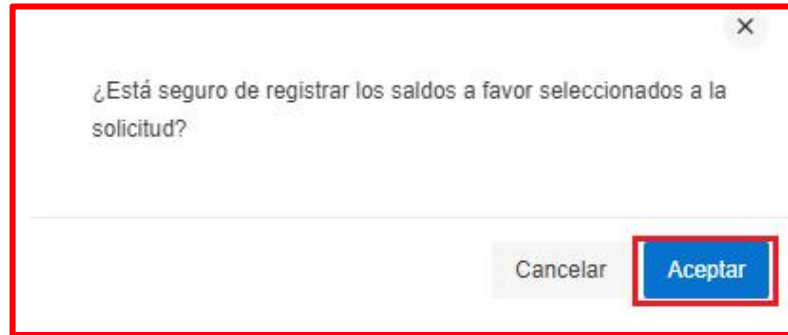 ¿Está seguro de registrar los saldos a favor seleccionados a la
solicitud?
Cancelar
Aceptar